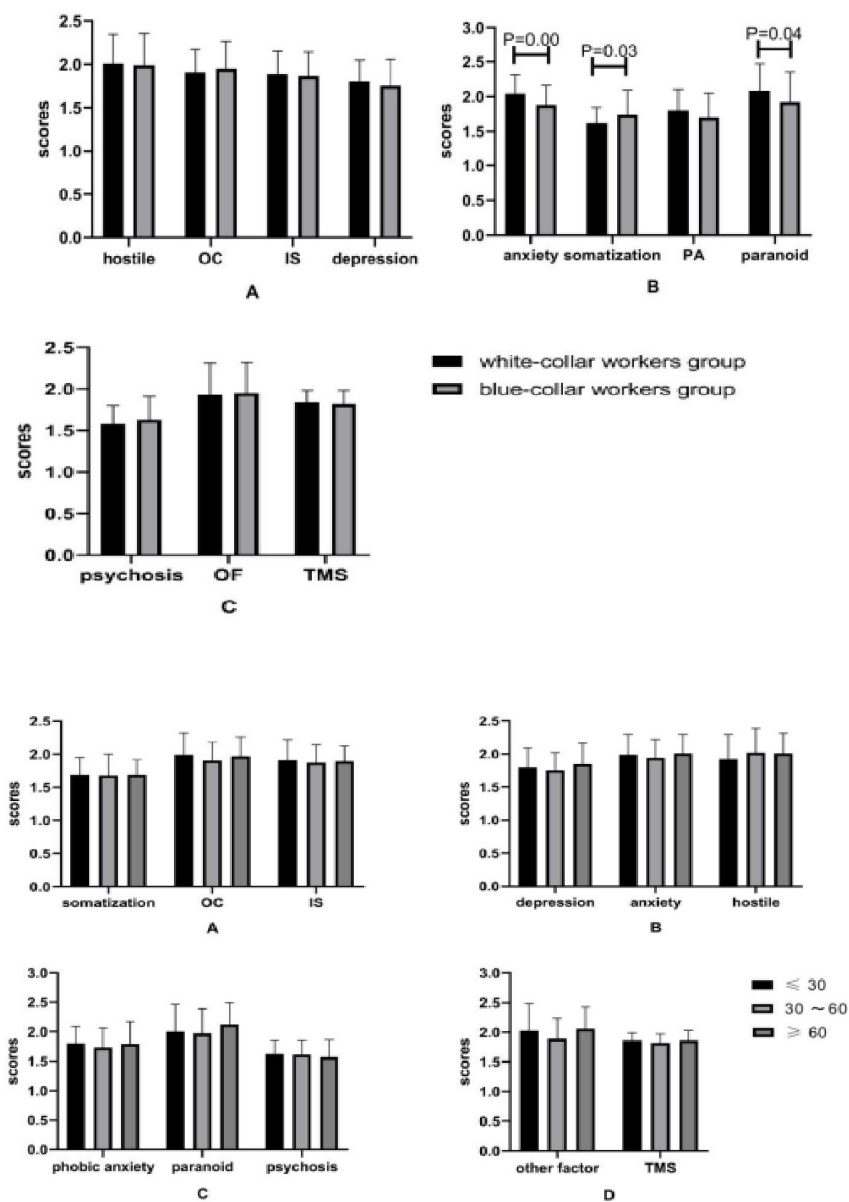 2.5
2.0
1.5
1.0
0.5
0.0
scores
hostile OC IS depression
A
3.0
2.5
2.0
1.5
1.0
0.5
0.0
scores
P=0.00
P=0.03
P=0.04
anxiety somatization PA paranoid
B
2.5
2.0
1.5
1.0
0.5
0.0
scores
psychosis OF TMS
C
white-collar workers group
blue-collar workers group
2.5
2.0
1.5
1.0
0.5
0.0
scores
somatization OC IS
A
2.5
2.0
1.5
1.0
0.5
0.0
scores
depression anxiety hostile
B
3.0
2.5
2.0
1.5
1.0
0.5
0.0
scores
phobic anxiety paranoid psychosis
C
3.0
2.5
2.0
1.5
1.0
0.5
0.0
scores
other factor TMS
D
⩽ 30
30 ~60
⩾ 60